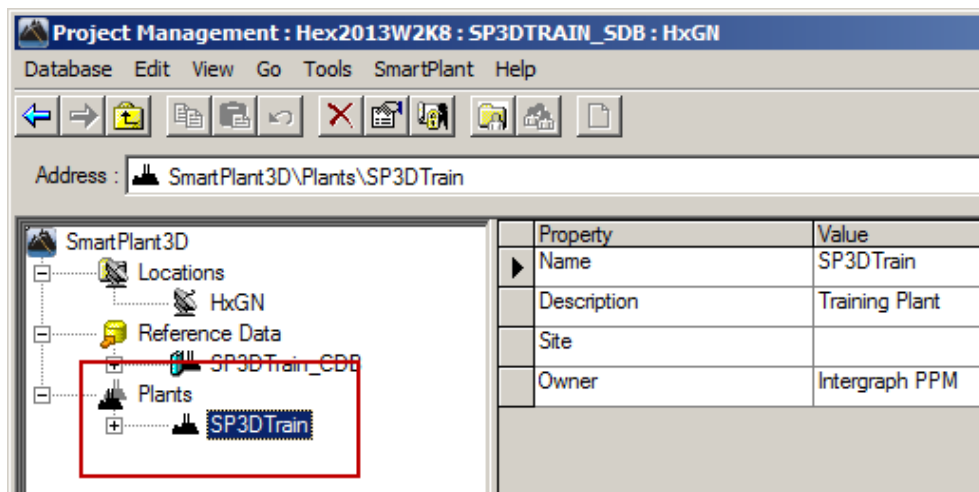 Project Management : Hex2013W2K8 : SP3DTRAIN_SDB : HxGN
Database Edit View Go Tools SmartPlant Help
Address : SmartPlant3D\Plants\SP3DTrain
SmartPlant3D
Locations
HxGN
Reference Data
SP3DTrain_CDB
Plants
SP3DTrain
Property Value
Name SP3DTrain
Description Training Plant
Site
Owner Intergraph PPM